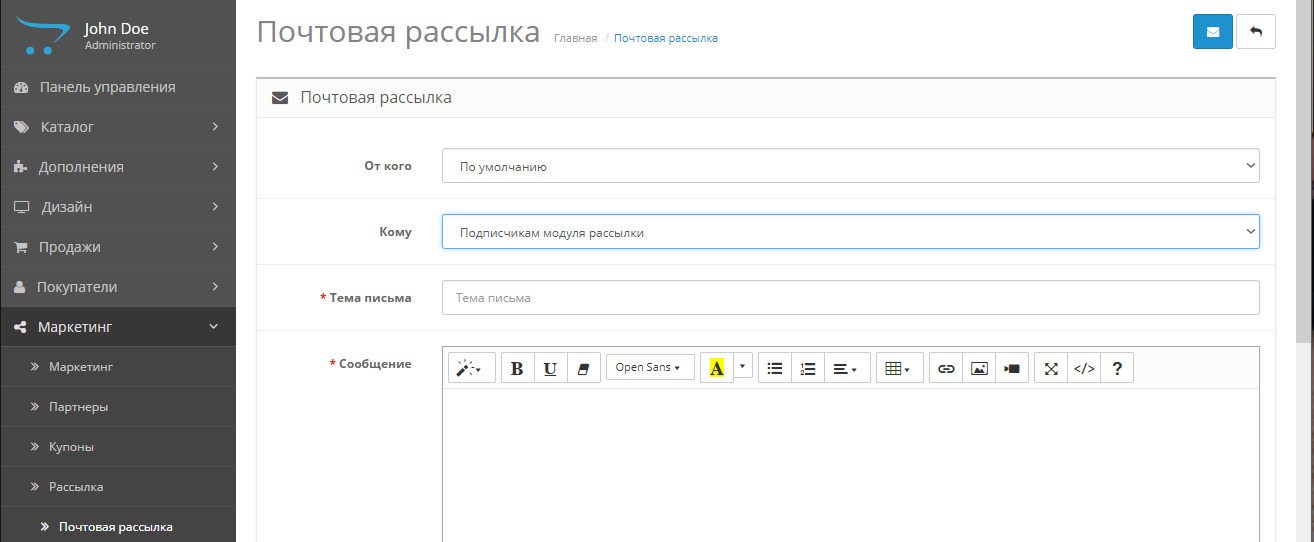 John Doe
Administrator
Панель управления
Каталог
Дополнения
Дизайн
Продажи
Покупатели
Маркетинг
Маркетинг
Партнеры
Купоны
Рассылка
Почтовая рассылка
Почтовая рассылка Главная / Почтовая рассылка
Почтовая рассылка
От кого По умолчанию
Кому Подписчикам модуля рассылки
* Тема письма Тема письма
* Сообщение
B U Open Sans A </> ?